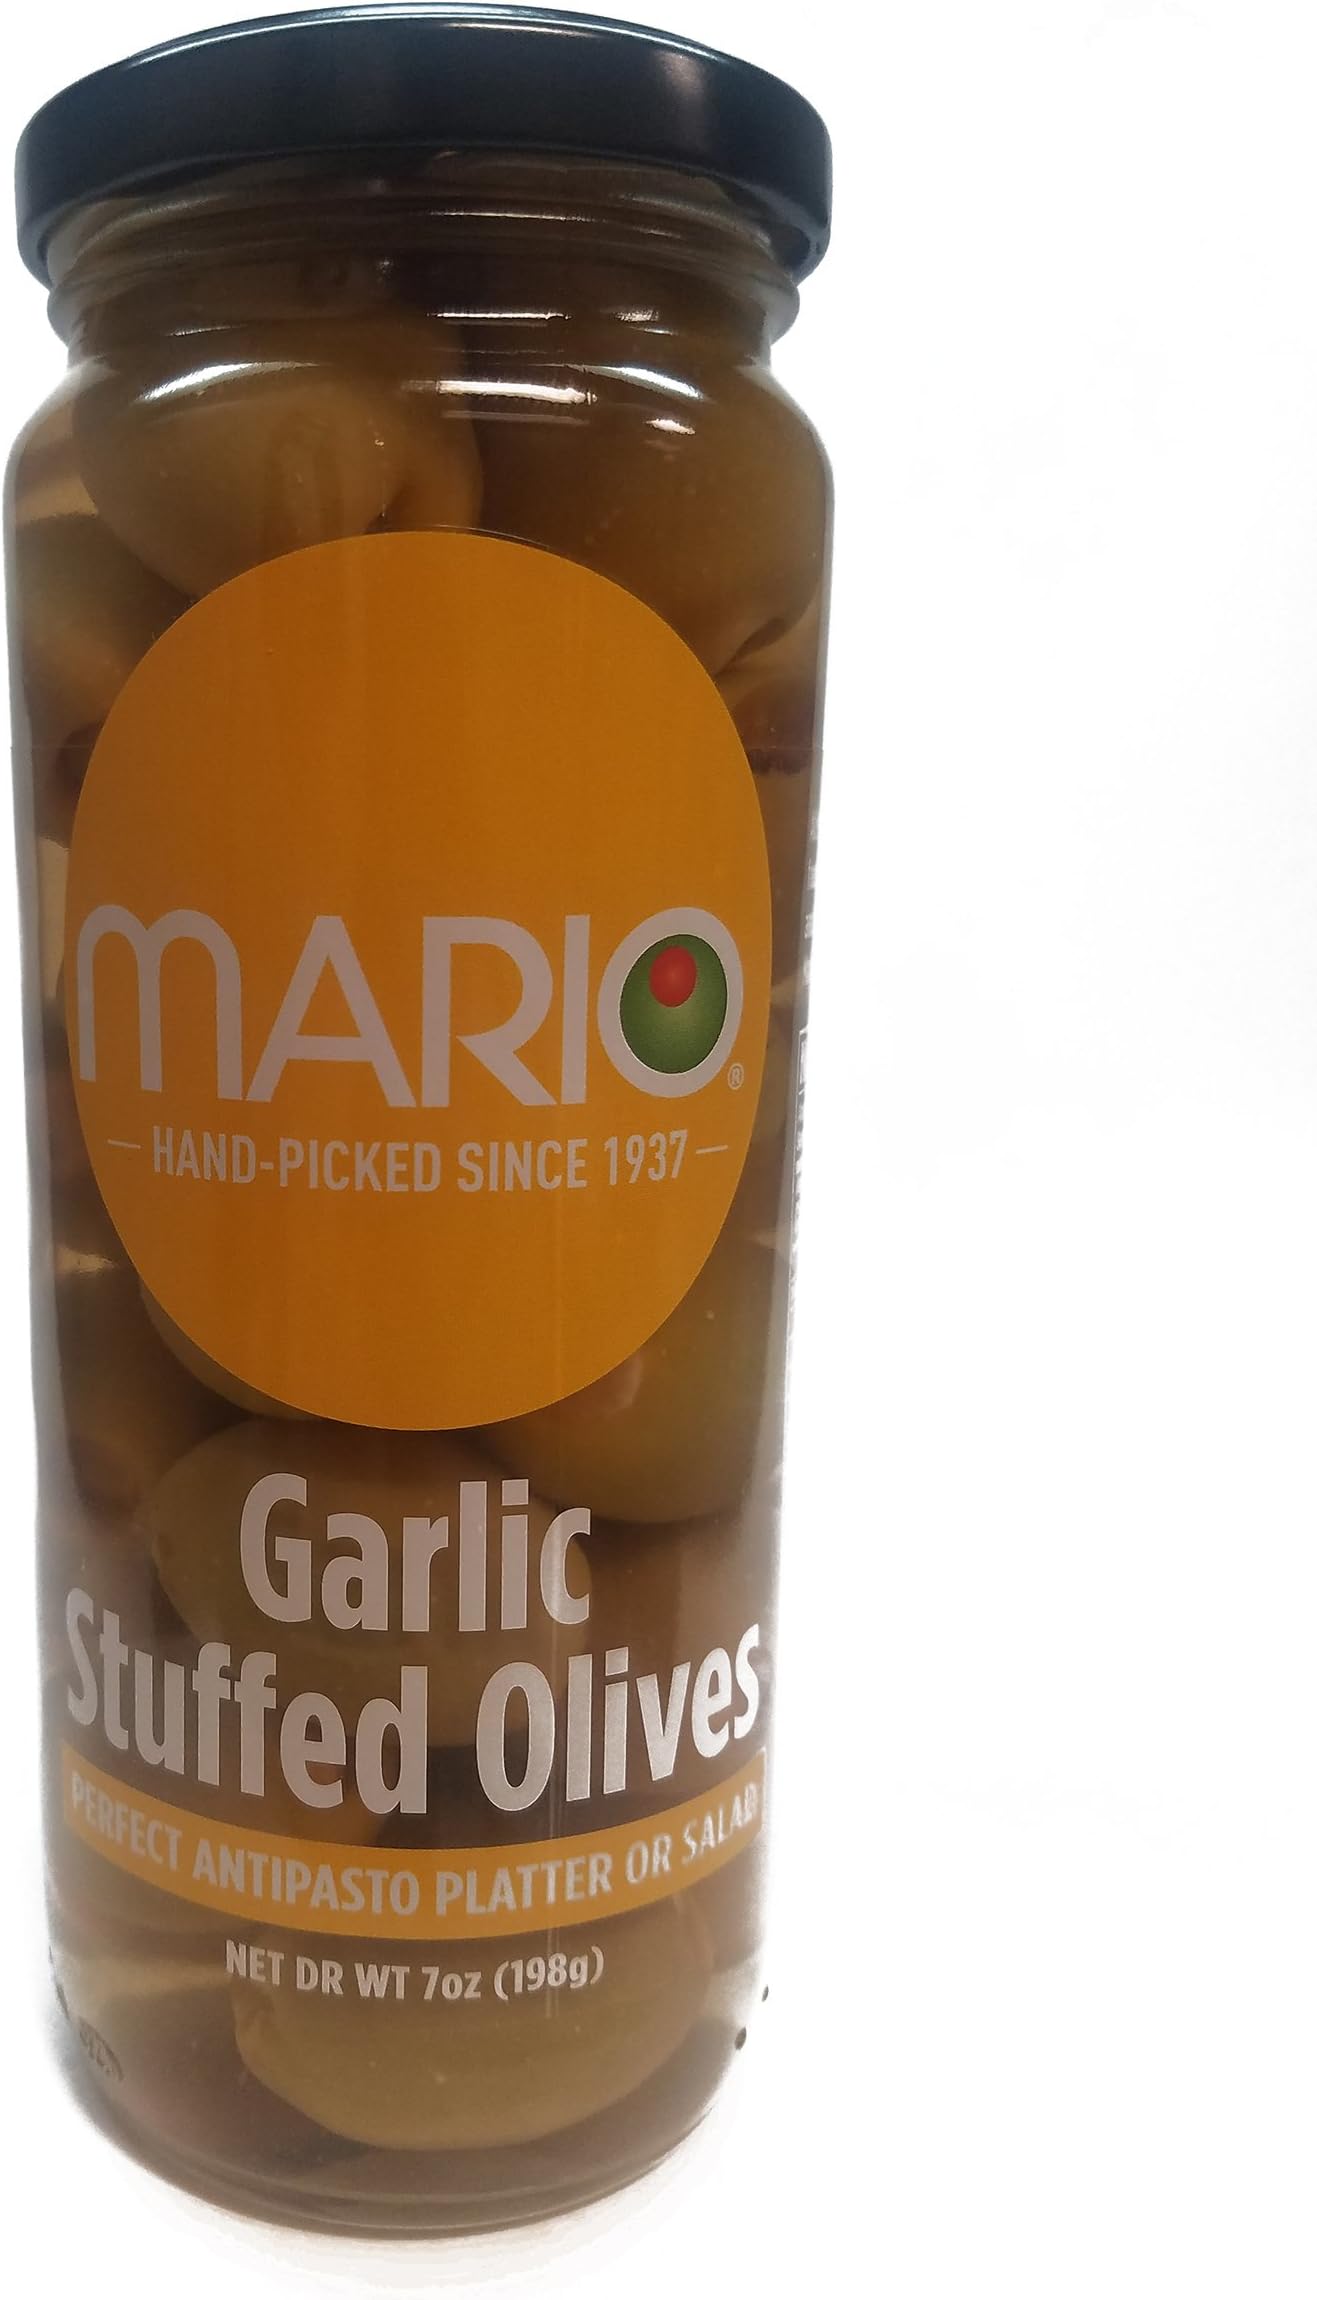 MARIO®
HAND-PICKED SINCE 1937
Garlic
Stuffed Olives
PERFECT ANTIPASTO PLATTER OR SALAD
NET DR WT 7oz (198g)